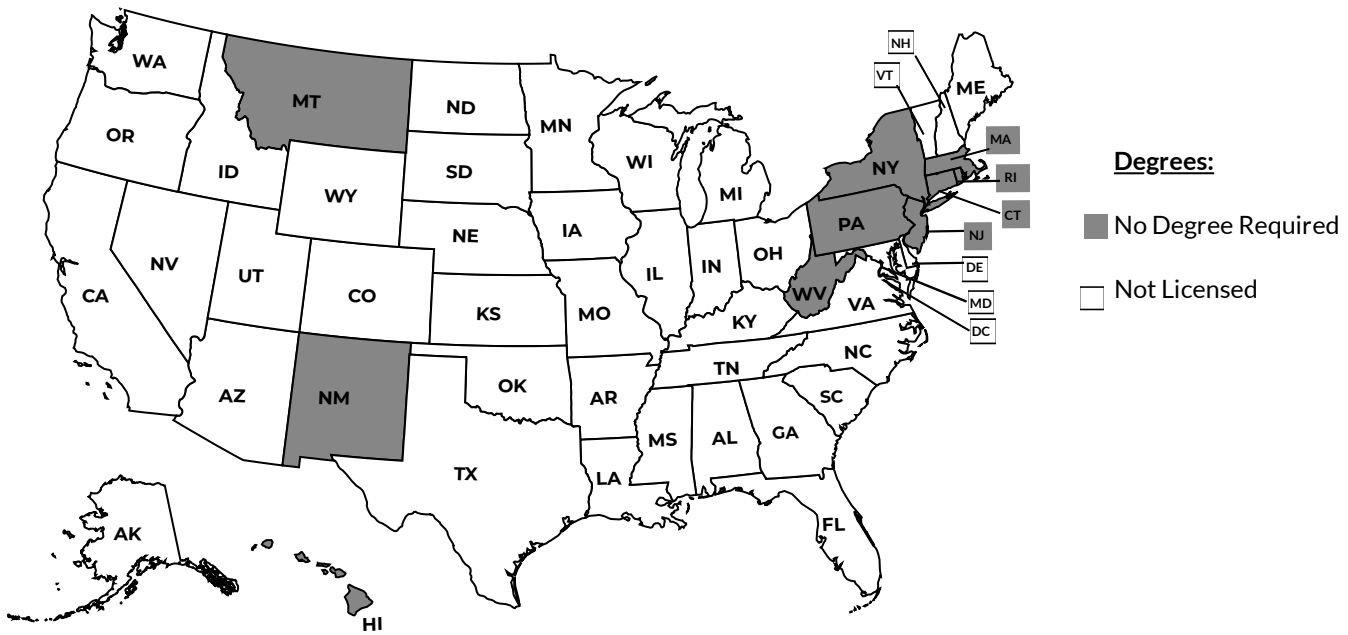 NH
WA
VT
ME
MT
ND
MN
OR
MA
WI
NY
ID
SD
RI
WY
MI
CT
PA
IA
NE
NJ
NV
OH
UT
IN
DE
IL
CA
CO
WV
MD
VA
KS
MO
KY
DC
NC
TN
OK
AZ
NM
AR
SC
GA
MS
AL
TX
LA
FL
AK
HI
Degrees:
No Degree Required
Not Licensed